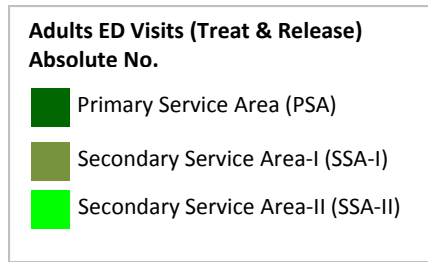 Adults ED Visits (Treat & Release)
Absolute No.
Primary Service Area (PSA)
Secondary Service Area-I (SSA-I)
Secondary Service Area-II (SSA-II)